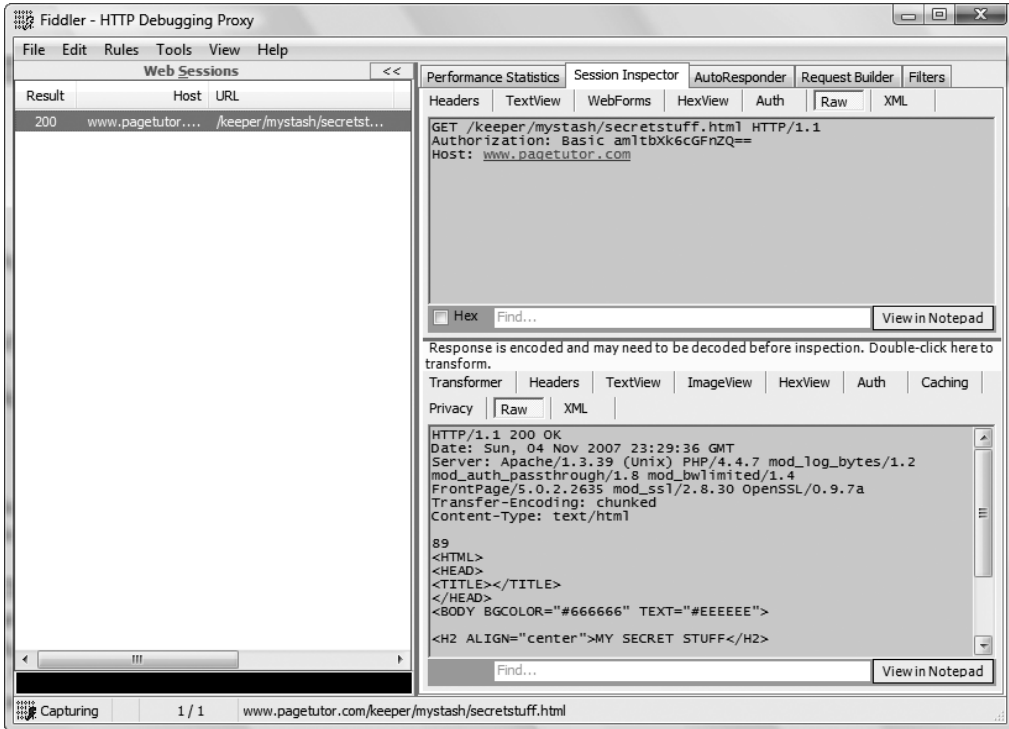 Fiddler - HTTP Debugging Proxy
File Edit Rules Tools View Help
Web Sessions <<
Result Host URL
200 www.pagetutor.... /keeper/mystash/secretst...
Performance Statistics Session Inspector AutoResponder Request Builder Filters
Headers TextView WebForms HexView Auth Raw XML
GET /keeper/mystash/secretstuff.html HTTP/1.1
Authorization: Basic amltbXk6cGFnZQ==
Host: www.pagetutor.com
Hex Find... View in Notepad
Response is encoded and may need to be decoded before inspection. Double-click here to
transform.
Transformer Headers TextView ImageView HexView Auth Caching
Privacy Raw XML
HTTP/1.1 200 OK
Date: Sun, 04 Nov 2007 23:29:36 GMT
Server: Apache/1.3.39 (Unix) PHP/4.4.7 mod_log_bytes/1.2
mod_auth_passthrough/1.8 mod_bwlimited/1.4
FrontPage/5.0.2.2635 mod_ssl/2.8.30 OpenSSL/0.9.7a
Transfer-Encoding: chunked
Content-Type: text/html
89
<HTML>
<HEAD>
<TITLE></TITLE>
</HEAD>
<BODY BGCOLOR="#666666" TEXT="#EEEEEE">
<H2 ALIGN="center">MY SECRET STUFF</H2>
Find... View in Notepad
Capturing 1 / 1 www.pagetutor.com/keeper/mystash/secretstuff.html